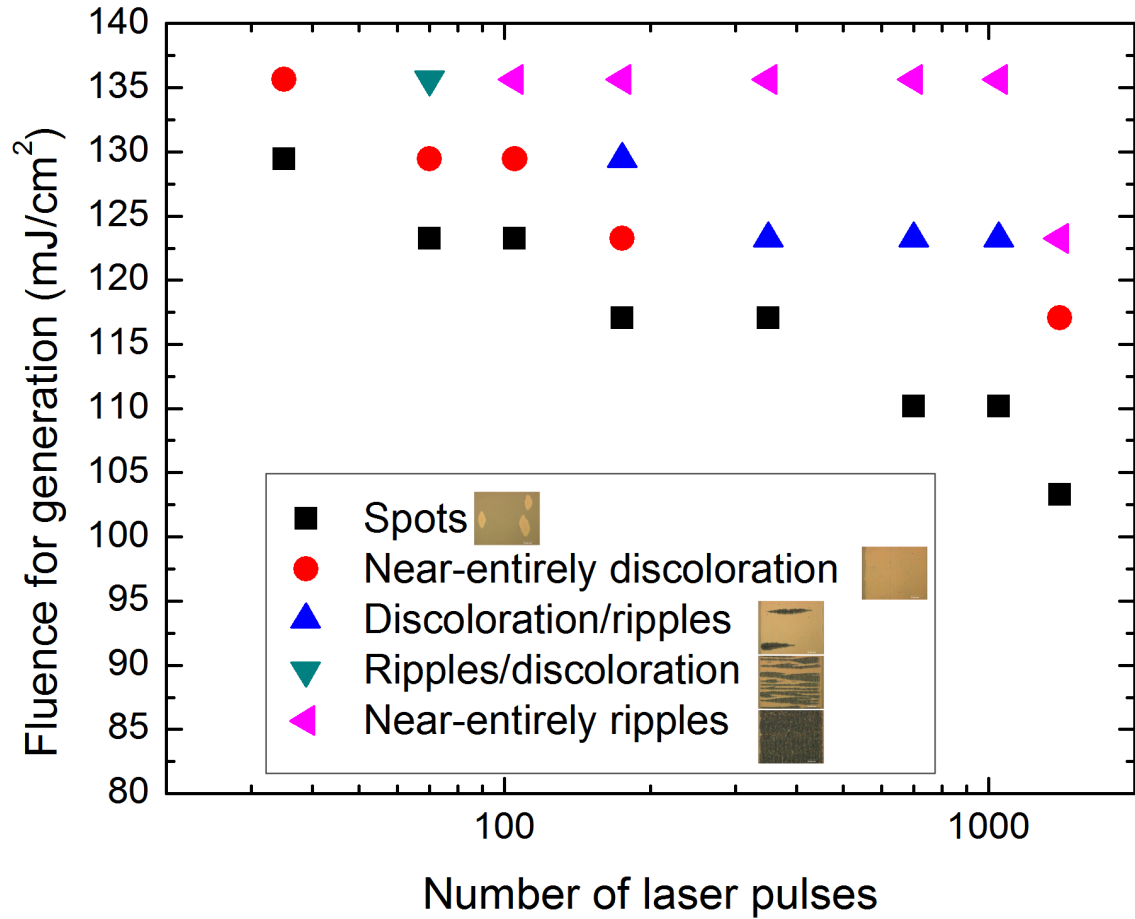 Fluence for generation (mJ/cm²)
140
135
130
125
120
115
110
105
100
95
90
85
80
Spots
Near-entirely discoloration
Discoloration/ripples
Ripples/discoloration
Near-entirely ripples
100
1000
Number of laser pulses